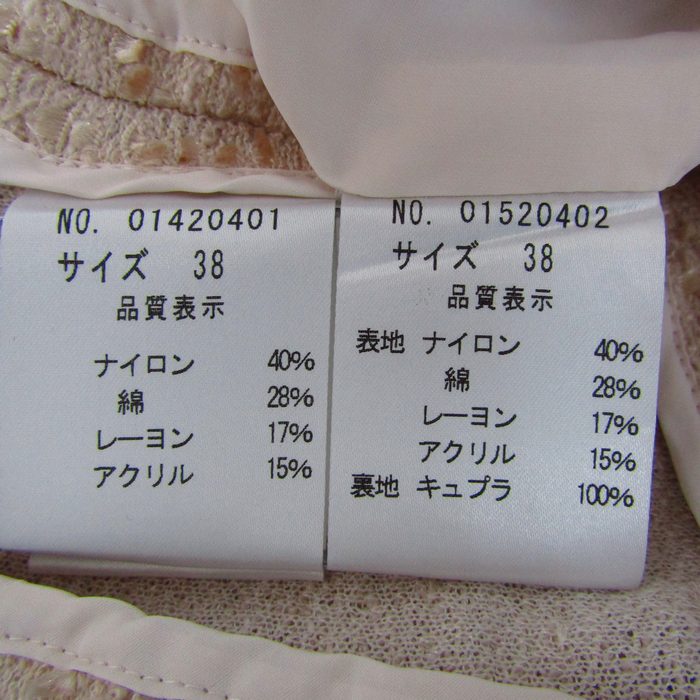 NO. 01420401
サイズ 38
品質表示
ナイロン 40%
綿 28%
レーヨン 17%
アクリル 15%
NO. 01520402
サイズ 38
品質表示
表地 ナイロン 40%
綿 28%
レーヨン 17%
アクリル 15%
裏地 キュプラ 100%